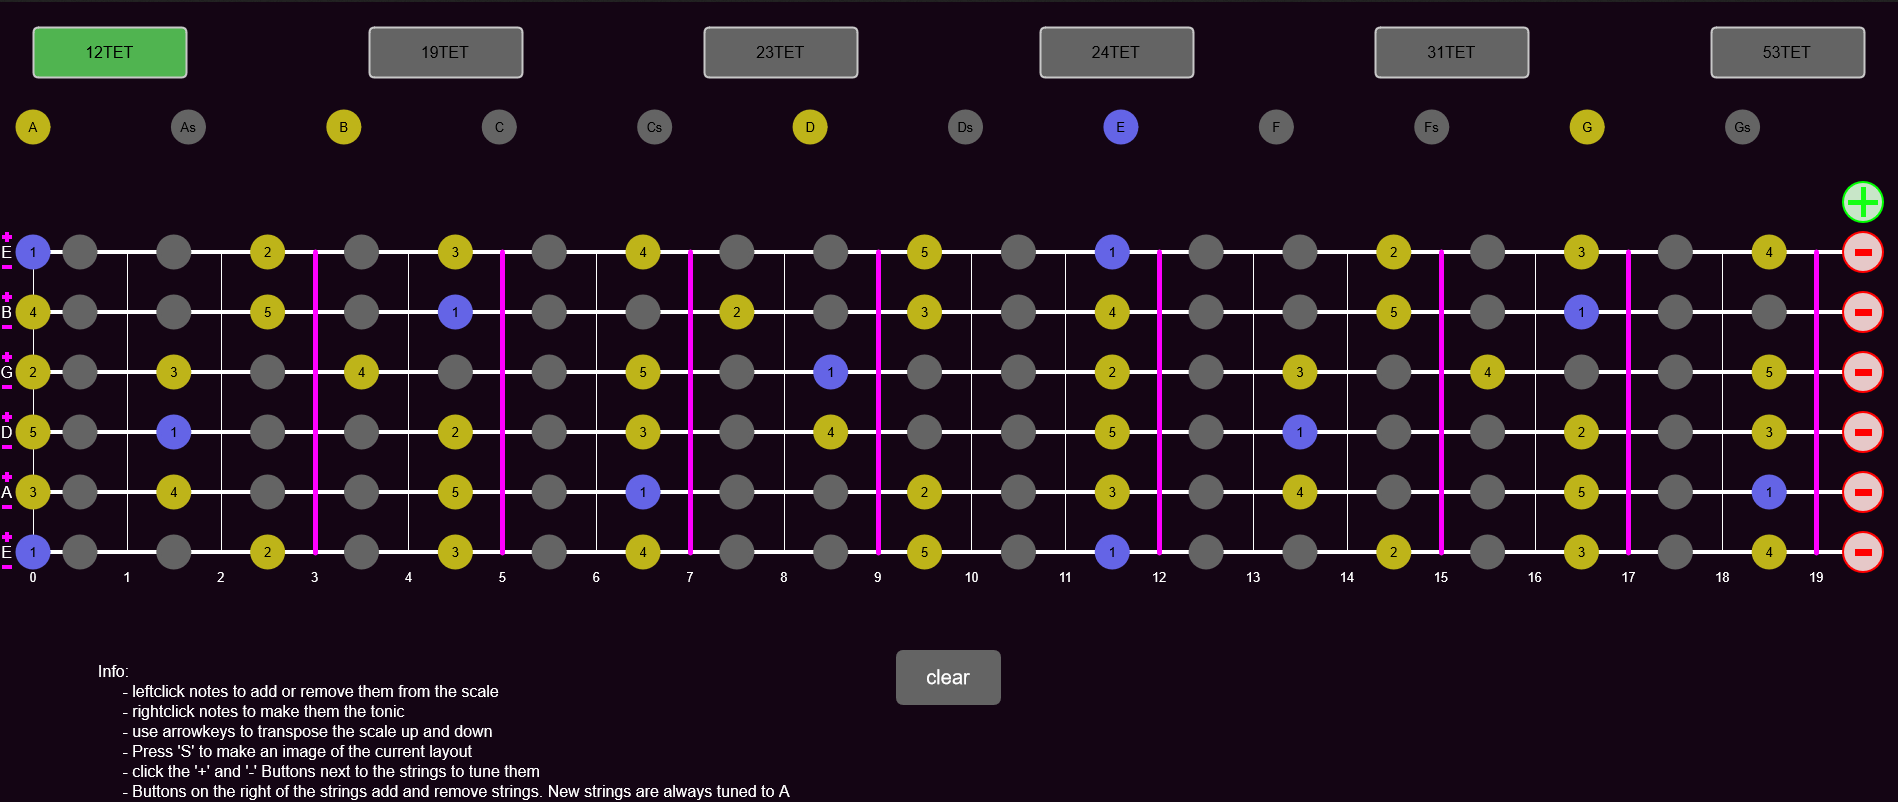 12TET 19TET 23TET 24TET 31TET 53TET
A As B C Cs D Ds E F Fs G Gs
+
+
E 1 2 3 4 5 1 2 3 4 -
-
+
B 4 5 1 2 3 4 5 1 -
-
+
G 2 3 4 5 1 2 3 4 5 -
-
+
D 5 1 2 3 4 5 1 2 3 -
-
+
A 3 4 5 1 2 3 4 5 1 -
-
+
E 1 2 3 4 5 1 2 3 4 -
-
0 1 2 3 4 5 6 7 8 9 10 11 12 13 14 15 16 17 18 19
clear
Info:
- leftclick notes to add or remove them from the scale
- rightclick notes to make them the tonic
- use arrowkeys to transpose the scale up and down
- Press 'S' to make an image of the current layout
- click the '+' and '-' Buttons next to the strings to tune them
- Buttons on the right of the strings add and remove strings. New strings are always tuned to A